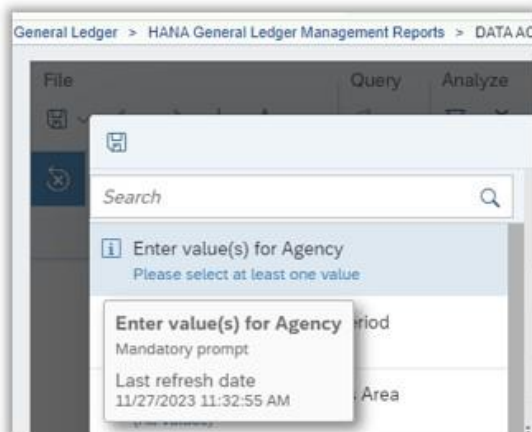 General Ledger > HANA General Ledger Management Reports > DATA AC
File Query Analyze
Search
Enter value(s) for Agency
Please select at least one value
Enter value(s) for Agency
Mandatory prompt
Last refresh date
11/27/2023 11:32:55 AM
eriod
Area